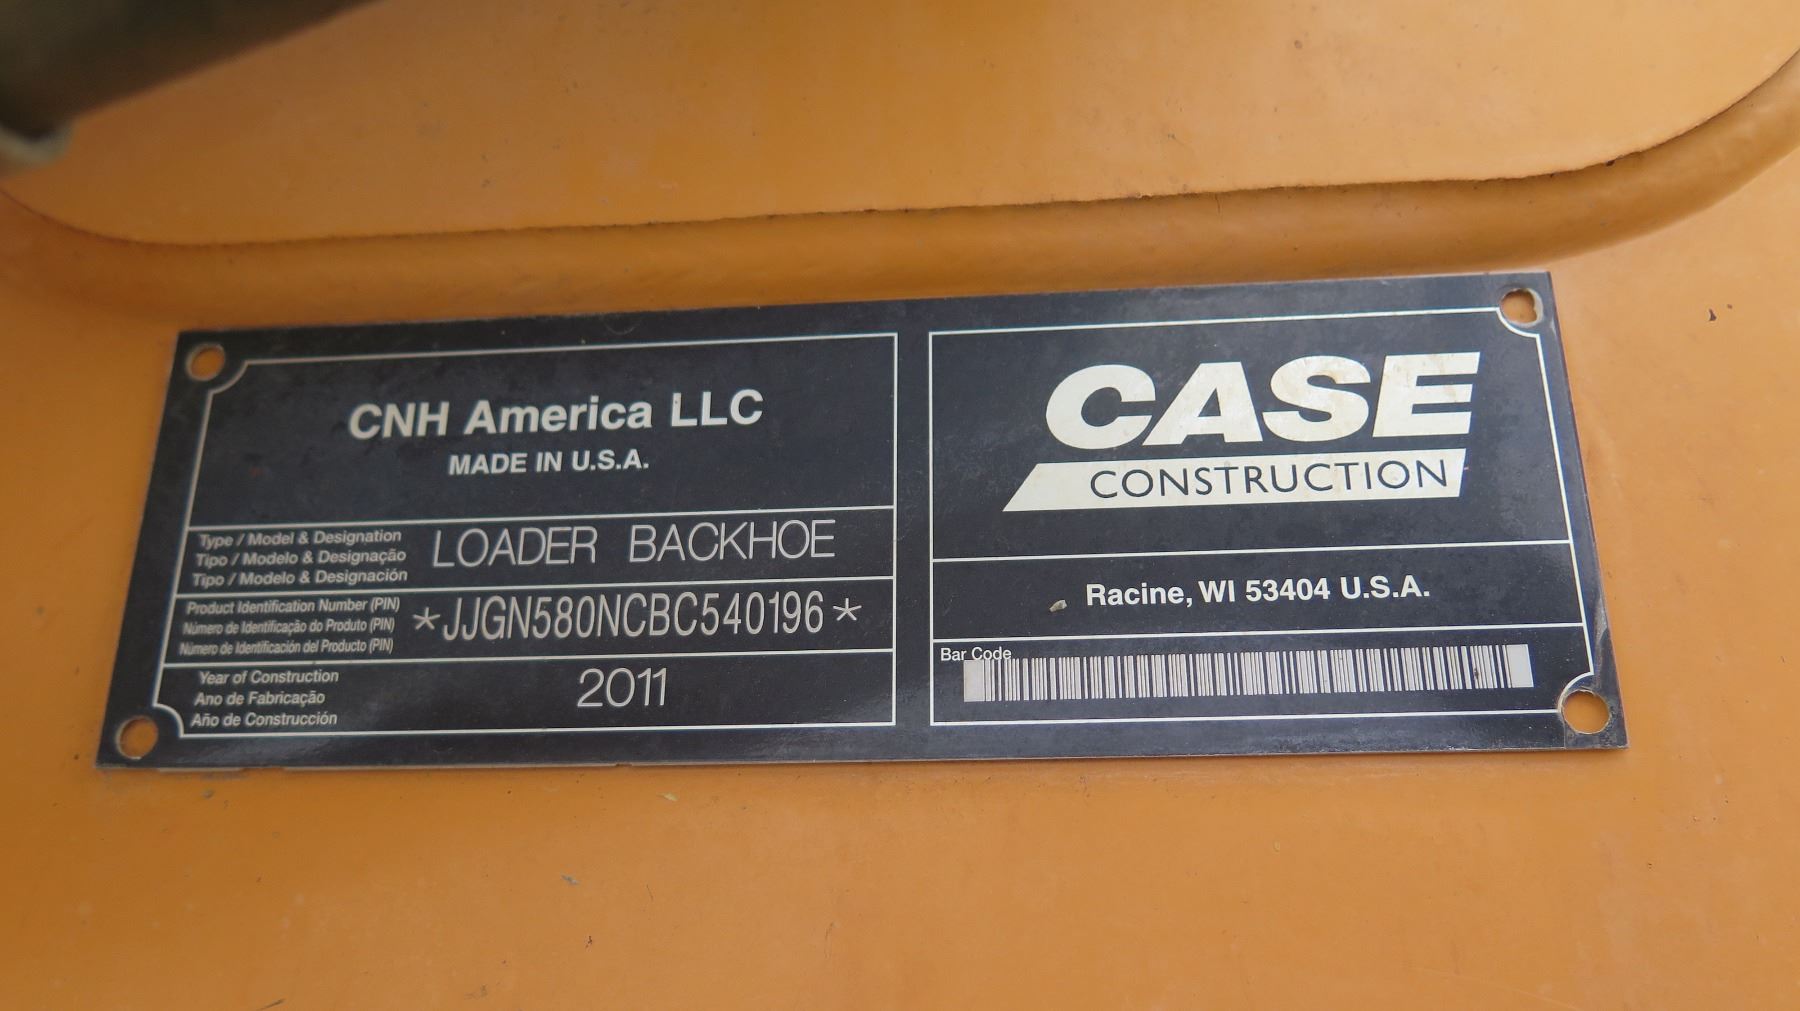 CNH America LLC
MADE IN U.S.A.
Type / Model & Designation
Tipo / Modelo & Designação
Tipo / Modelo & Designación
LOADER BACKHOE
Product Identification Number (PIN)
Número de Identificação do Produto (PIN)
Número de Identificación del Producto (PIN)
*JJGN580NCBC540196*
Year of Construction
Ano de Fabricação
Año de Construcción
2011
CASE
CONSTRUCTION
Racine, WI 53404 U.S.A.
Bar Code